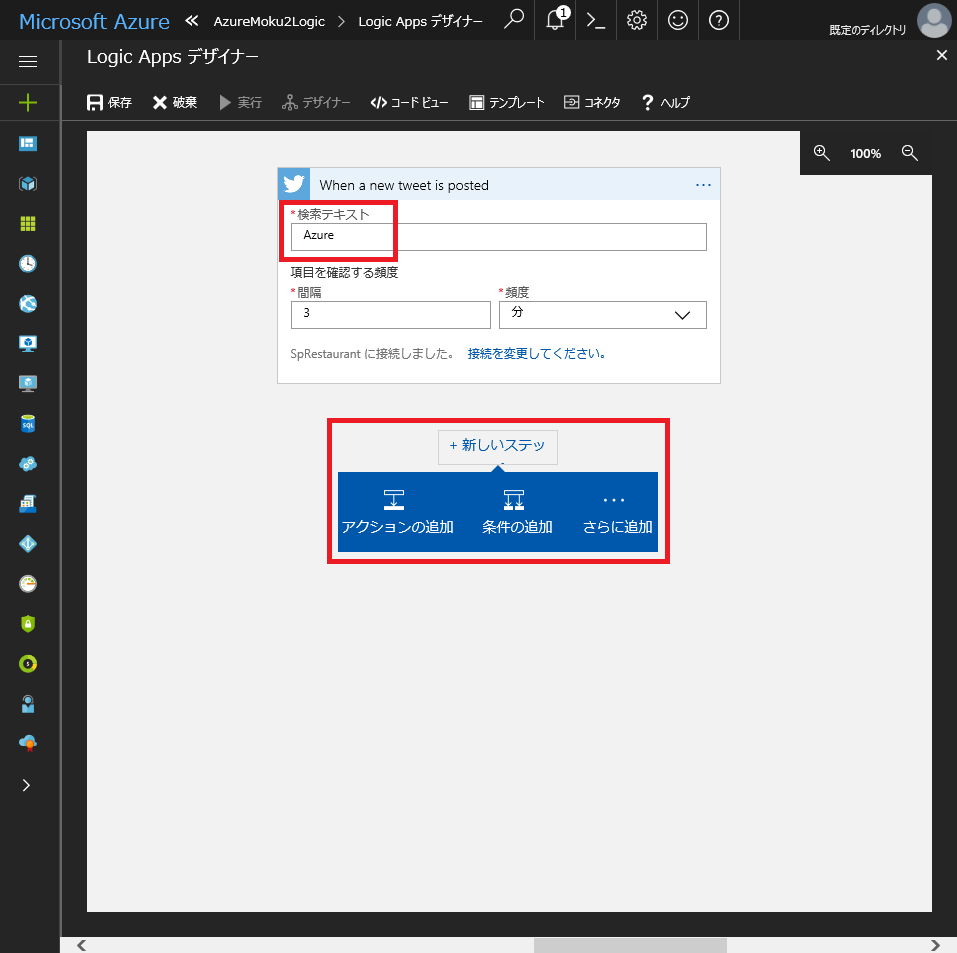 Microsoft Azure « AzureMoku2Logic > Logic Apps デザイナー 1 >_ ? 既定のディレクトリ
Logic Apps デザイナー ×
保存 破棄 実行 デザイナー </> コード ビュー テンプレート コネクタ ? ヘルプ
100%
When a new tweet is posted ...
*検索テキスト
Azure
項目を確認する頻度
*間隔 *頻度
3 分
SpRestaurant に接続しました。 接続を変更してください。
+ 新しいステッ
アクションの追加 条件の追加 さらに追加
SQL